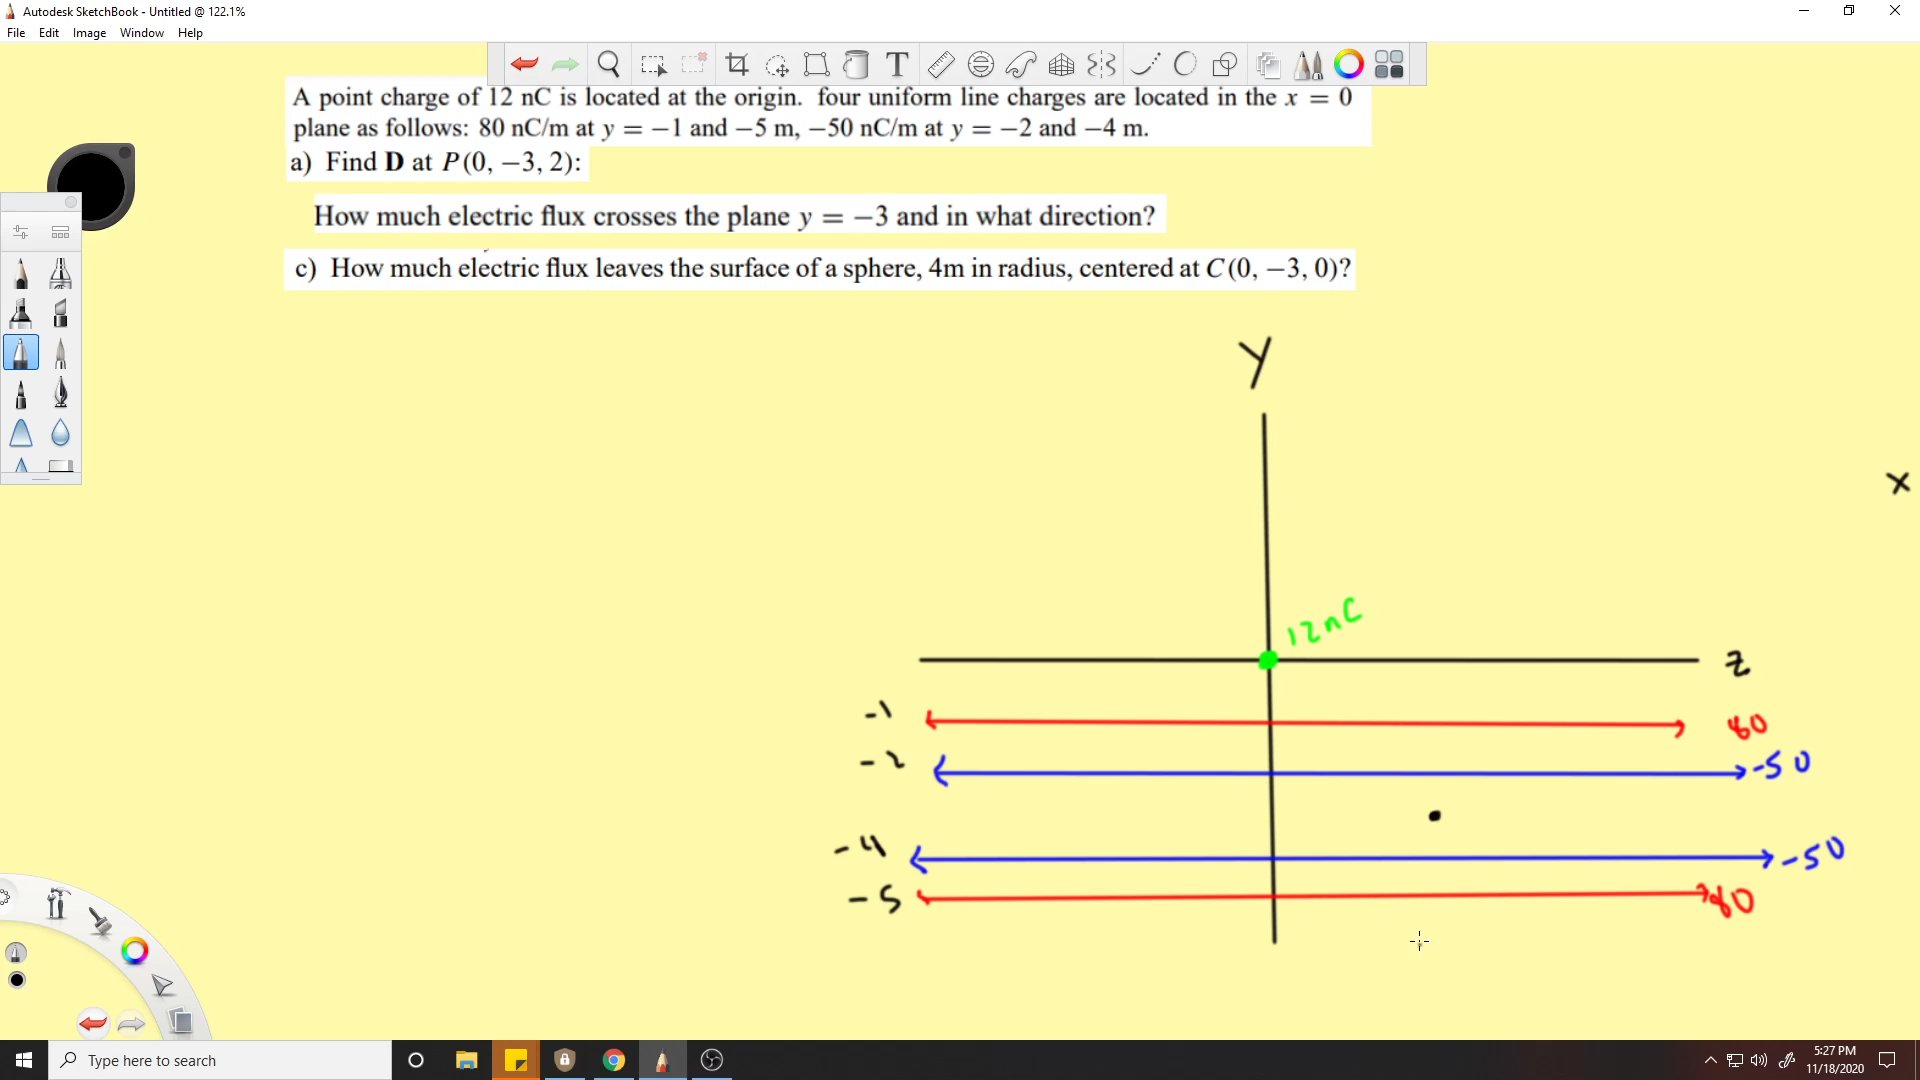 Autodesk SketchBook - Untitled @ 122.1%
File Edit Image Window Help
A point charge of 12 nC is located at the origin. four uniform line charges are located in the x = 0
plane as follows: 80 nC/m at y = −1 and −5 m, −50 nC/m at y = −2 and −4 m.
a) Find D at P(0, −3, 2):
How much electric flux crosses the plane y = −3 and in what direction?
c) How much electric flux leaves the surface of a sphere, 4m in radius, centered at C(0, −3, 0)?
y
x
12nC
z
-1
80
-2
-50
-4
-50
-5
80
Type here to search
5:27 PM
11/18/2020